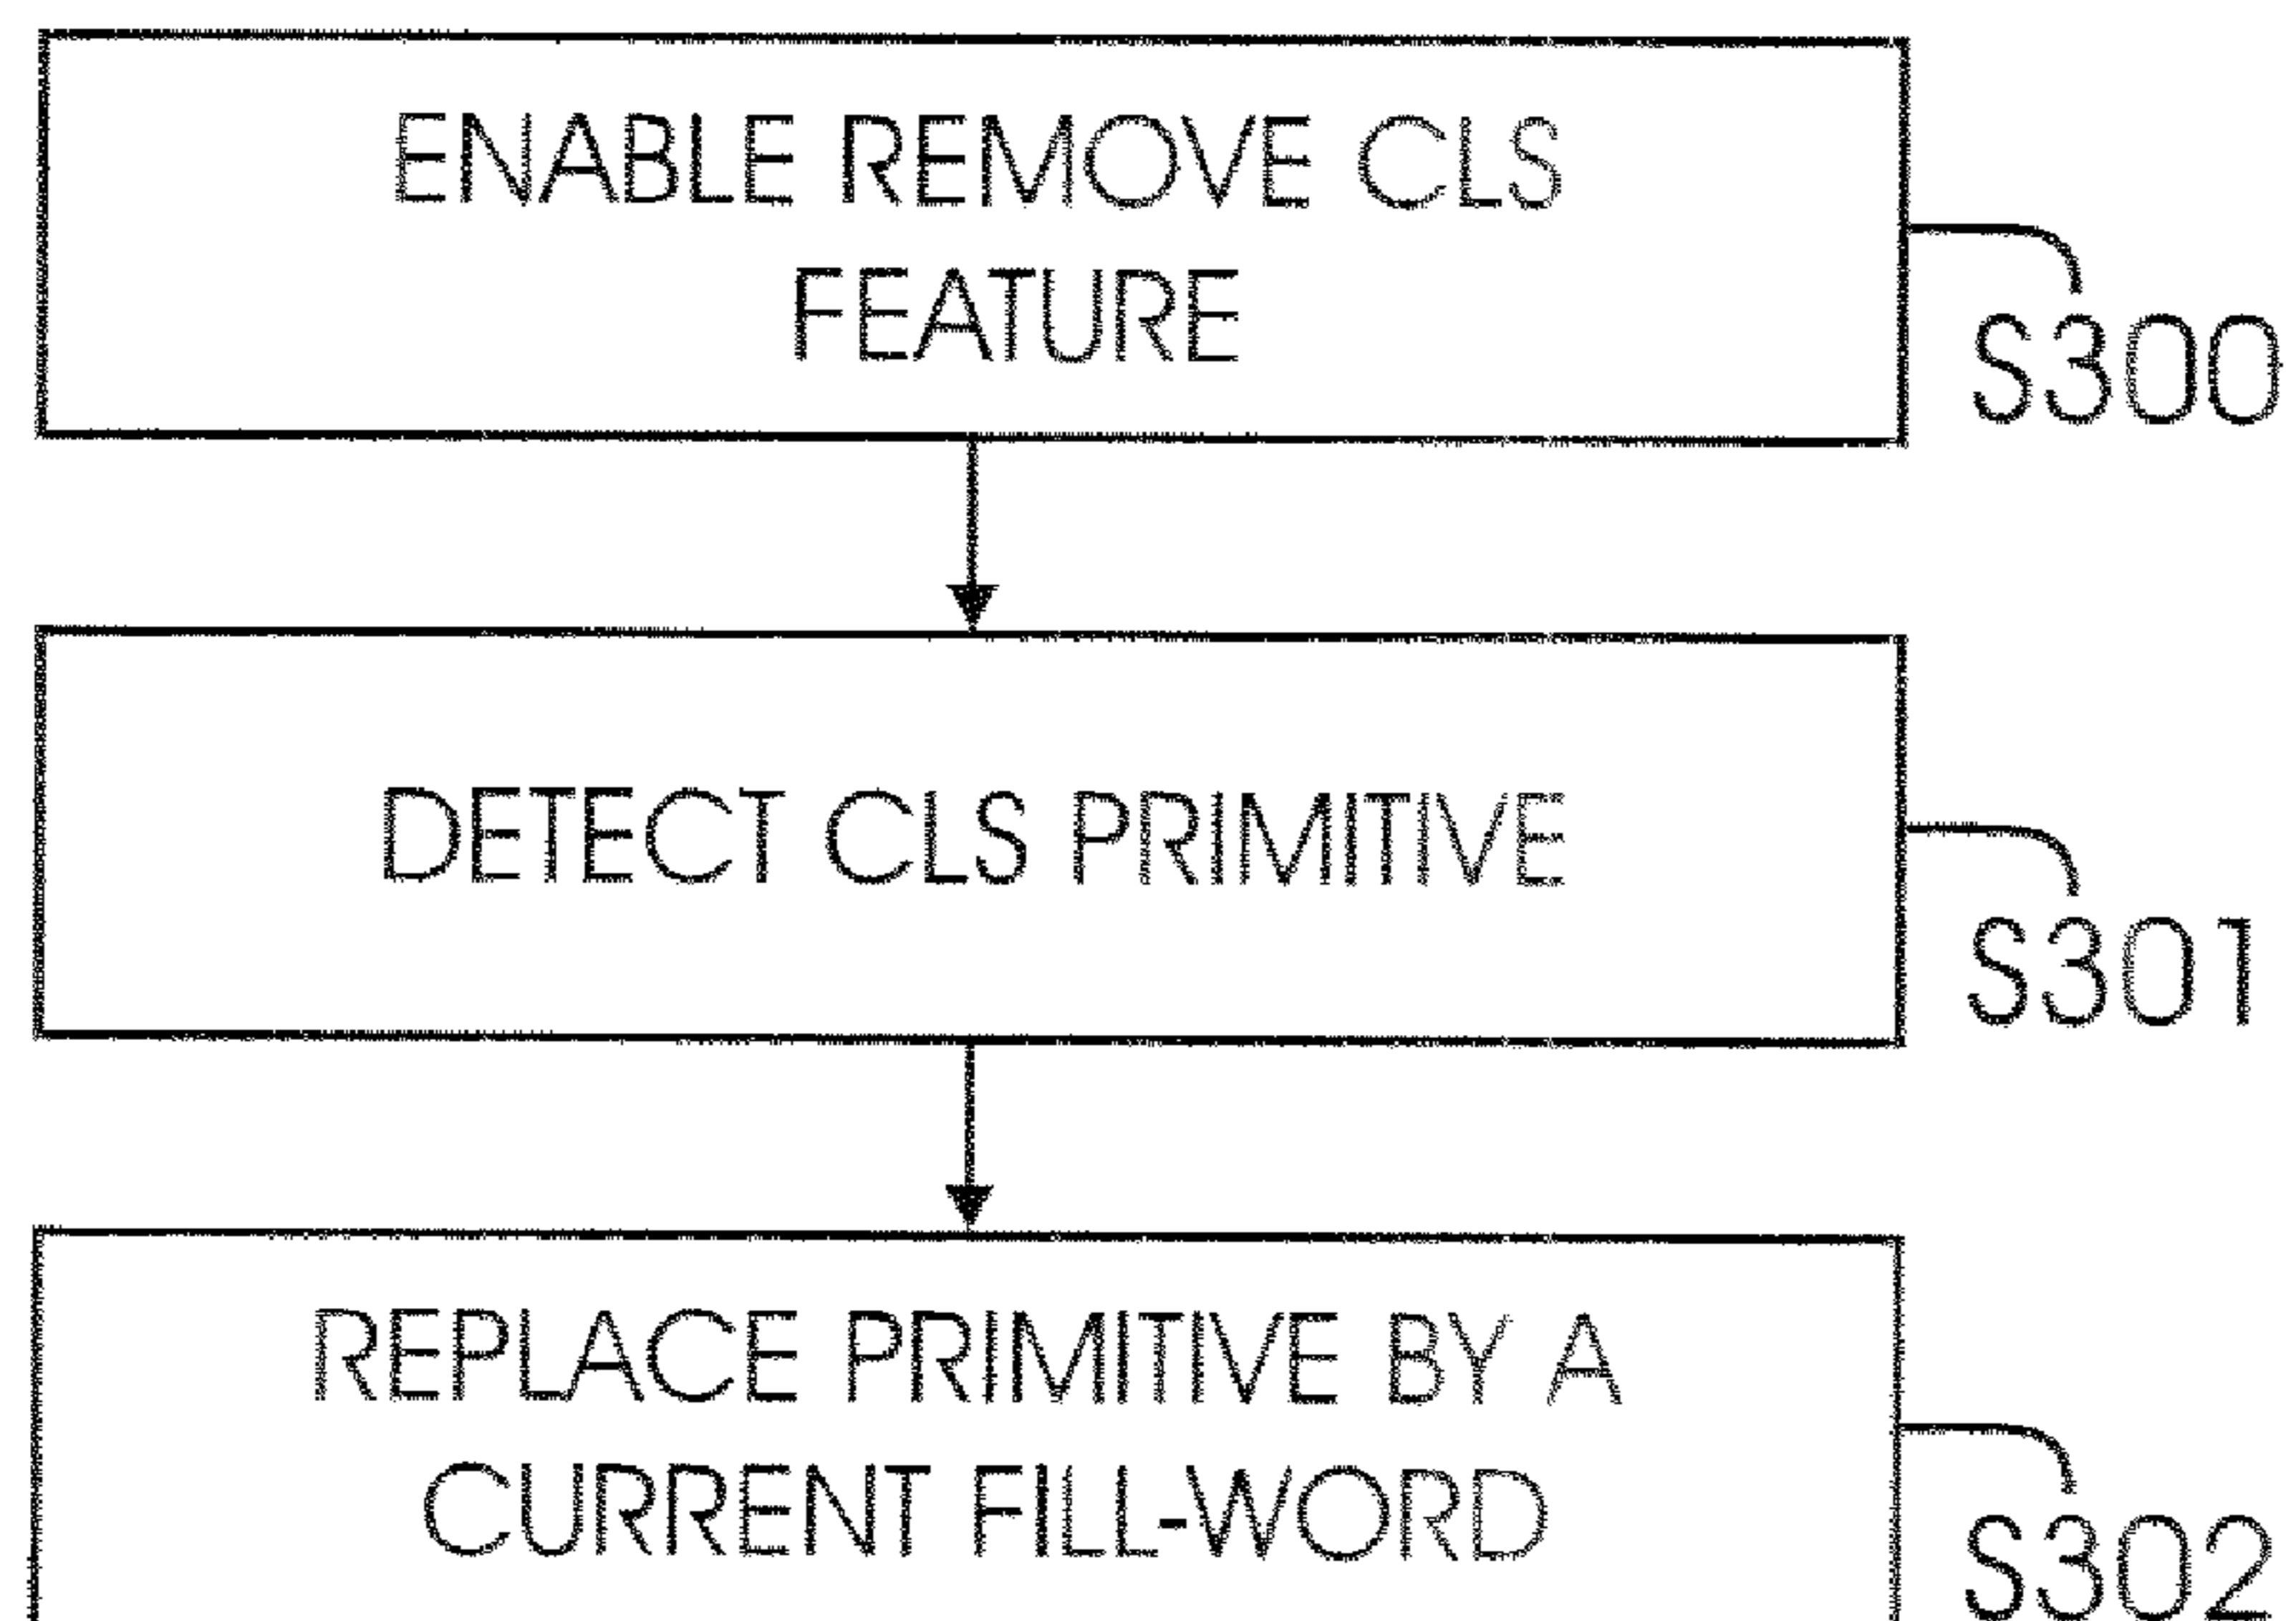 ENABLE REMOVE CLS
FEATURE
S300
DETECT CLS PRIMITIVE
S301
REPLACE PRIMITIVE BY A
CURRENT FILL-WORD
S302